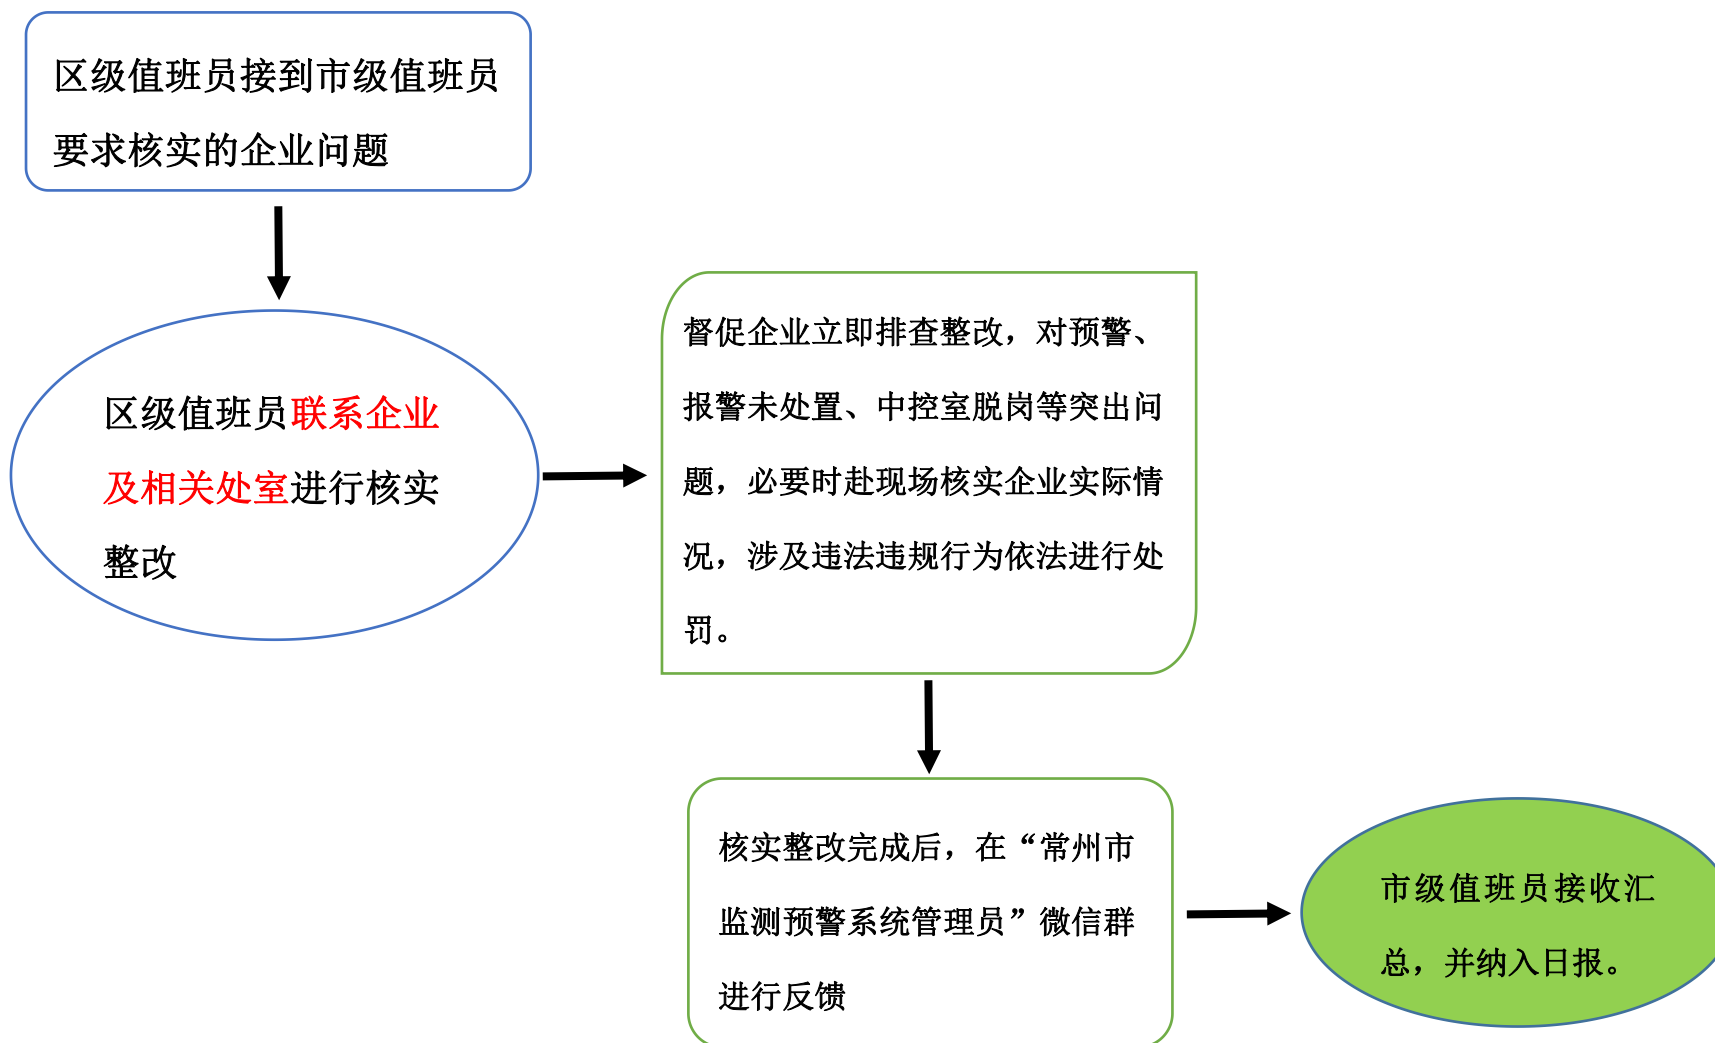 区级值班员接到市级值班员
要求核实的企业问题
区级值班员联系企业
及相关处室进行核实
整改
督促企业立即排查整改，对预警、
报警未处置、中控室脱岗等突出问
题，必要时赴现场核实企业实际情
况，涉及违法违规行为依法进行处
罚。
核实整改完成后，在“常州市
监测预警系统管理员”微信群
进行反馈
市级值班员接收汇
总，并纳入日报。